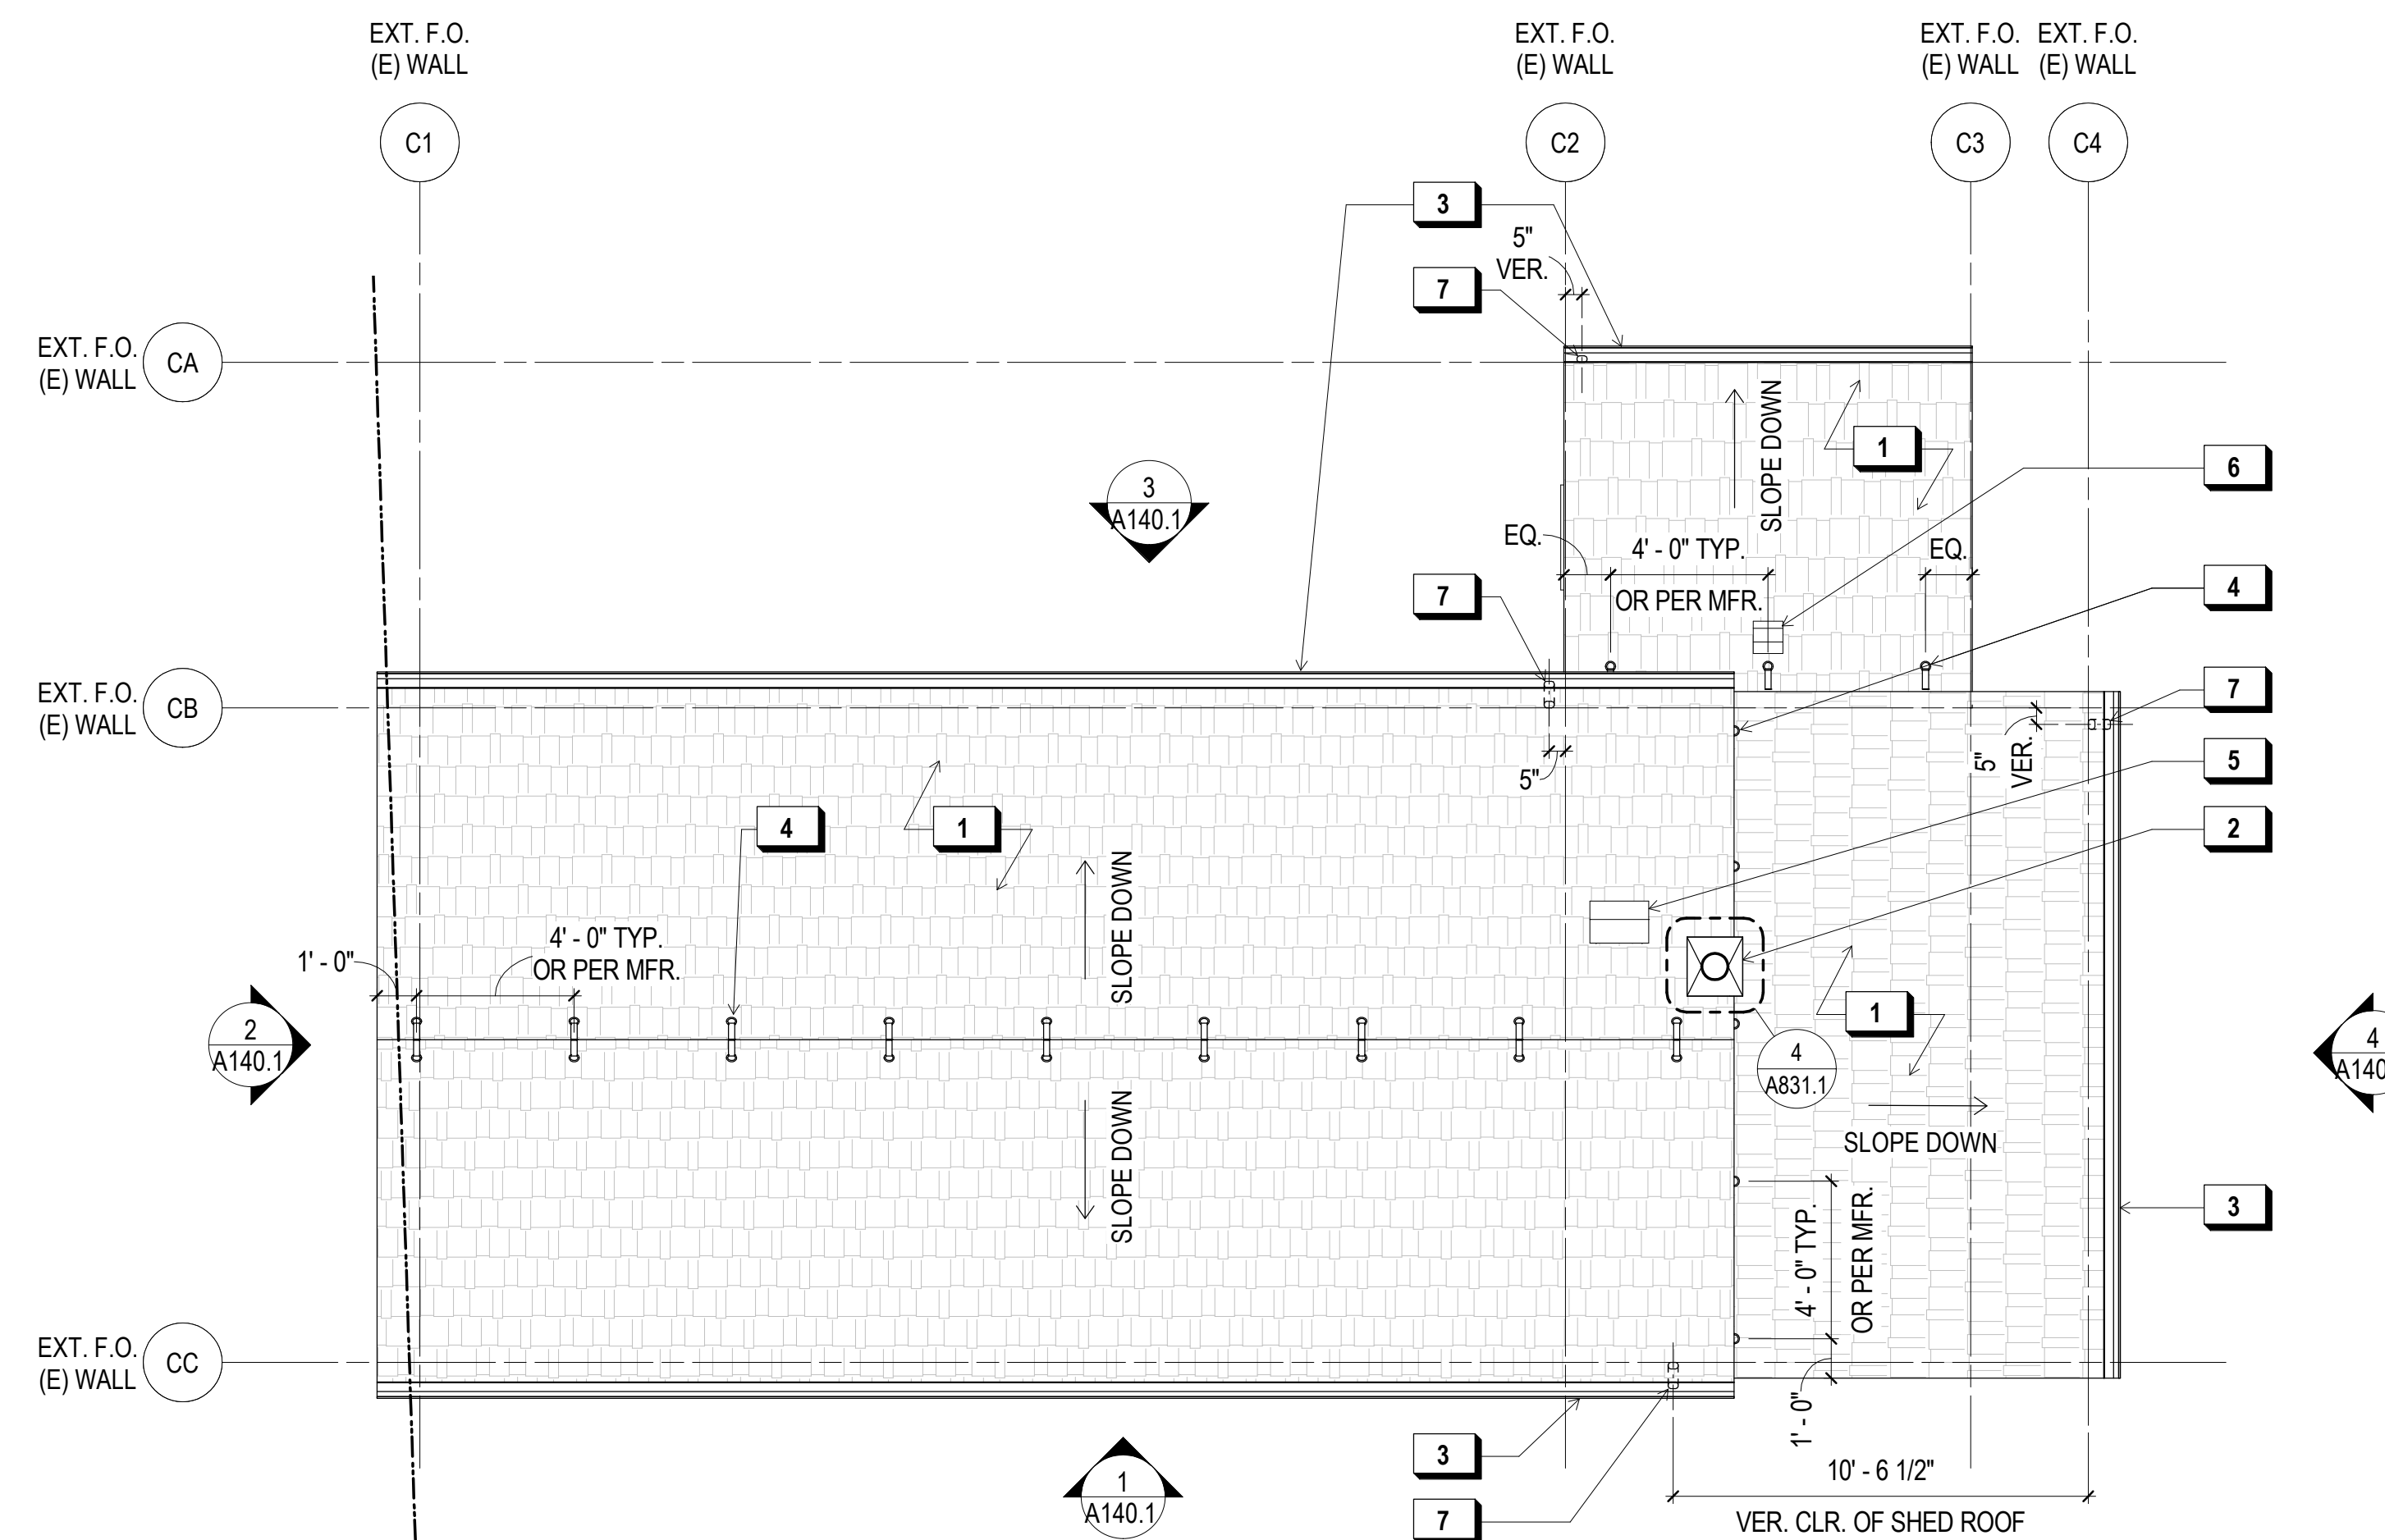 EXT. F.O.
(E) WALL
EXT. F.O.
(E) WALL
EXT. F.O.
(E) WALL
EXT. F.O.
(E) WALL
C1
C2
C3
C4
3
5"
VER.
7
EXT. F.O.
(E) WALL
CA
SLOPE DOWN
1
6
3
A140.1
EQ.
4' - 0" TYP.
OR PER MFR.
EQ.
7
4
EXT. F.O.
(E) WALL
CB
7
5"
VER.
5"
5
4
1
2
SLOPE DOWN
1' - 0"
4' - 0" TYP.
OR PER MFR.
1
2
A140.1
4
A831.1
4
A140
SLOPE DOWN
SLOPE DOWN
3
4' - 0" TYP.
OR PER MFR.
EXT. F.O.
(E) WALL
CC
1' - 0"
3
10' - 6 1/2"
1
A140.1
7
VER. CLR. OF SHED ROOF